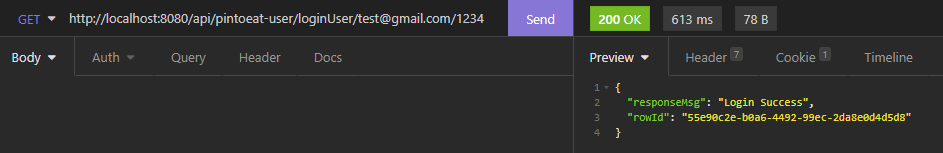 GET http://localhost:8080/api/pintoeat-user/loginUser/test@gmail.com/1234 Send 200 OK 613 ms 78 B
Body Auth Query Header Docs Preview Header 7 Cookie 1 Timeline
1 {
2 "responseMsg": "Login Success",
3 "rowId": "55e90c2e-b0a6-4492-99ec-2da8e0d4d5d8"
4 }